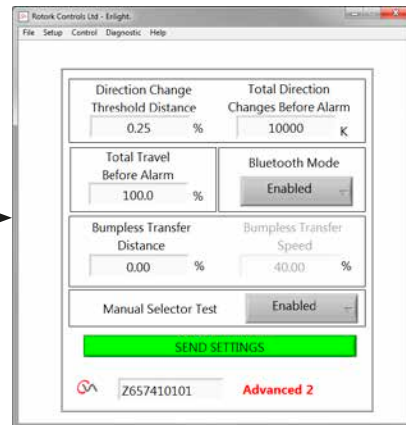 Rotork Controls Ltd - Enlight.
File Setup Control Diagnostic Help
Direction Change
Threshold Distance
0.25 %
Total Direction
Changes Before Alarm
10000 K
Total Travel
Before Alarm
100.0 %
Bluetooth Mode
Enabled
Bumpless Transfer
Distance
0.00 %
Bumpless Transfer
Speed
40.00 %
Manual Selector Test
Enabled
SEND SETTINGS
Z657410101
Advanced 2